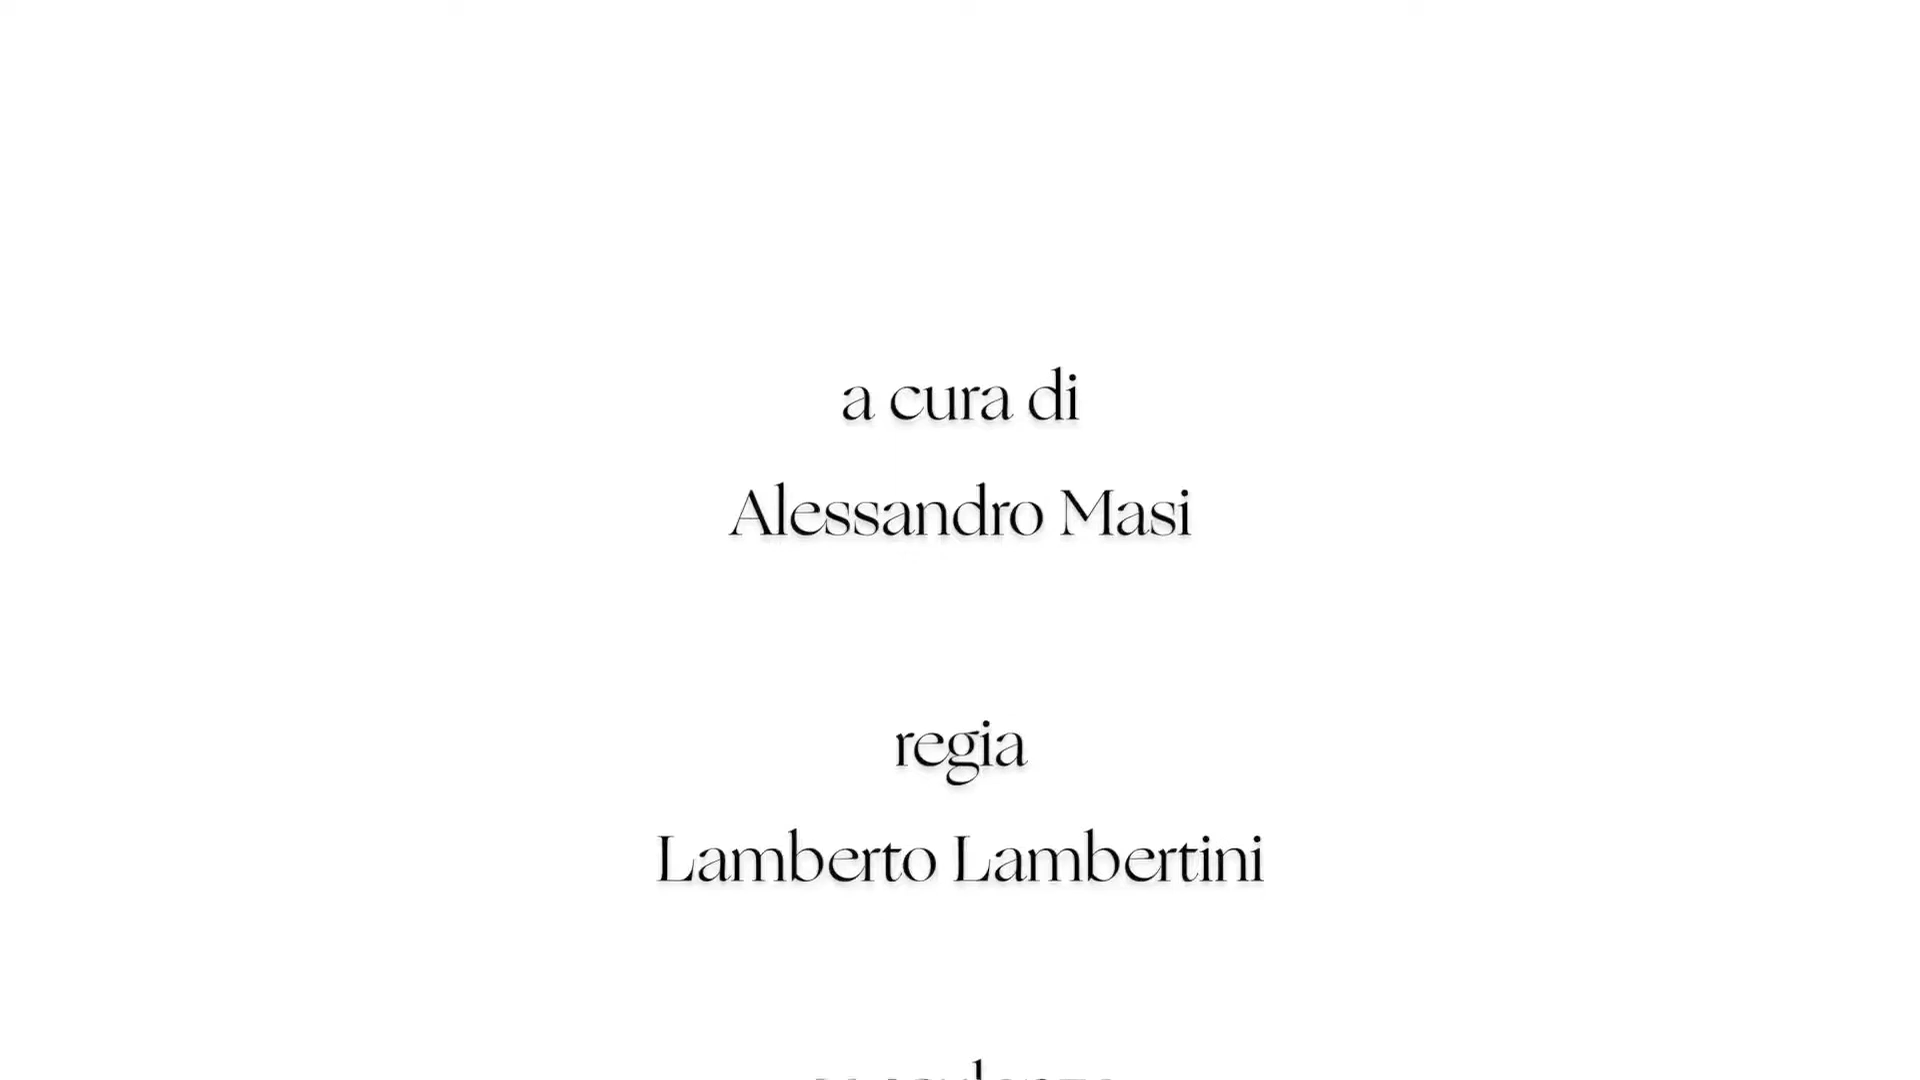 a cura di
Alessandro Masi
regia
Lamberto Lambertini